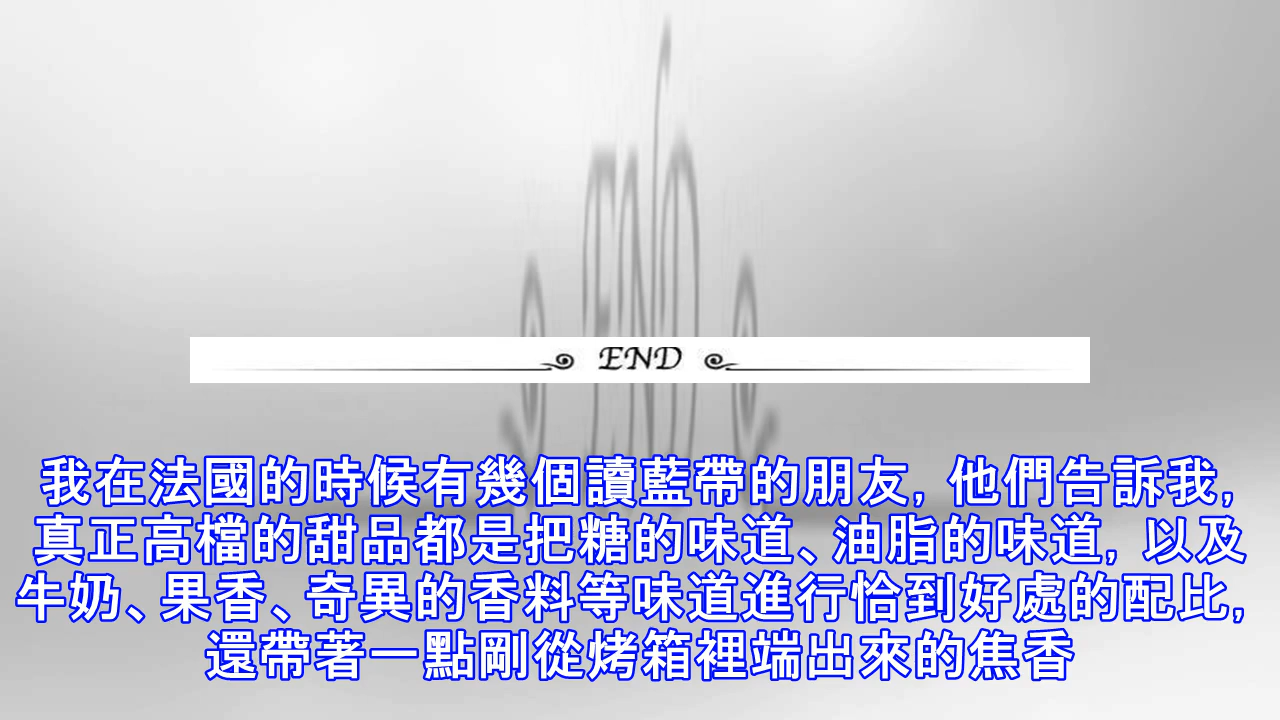 END
我在法國的時候有幾個讀藍帶的朋友, 他們告訴我,
真正高檔的甜品都是把糖的味道、油脂的味道, 以及
牛奶、果香、奇異的香料等味道進行恰到好處的配比,
還帶著一點剛從烤箱裡端出來的焦香